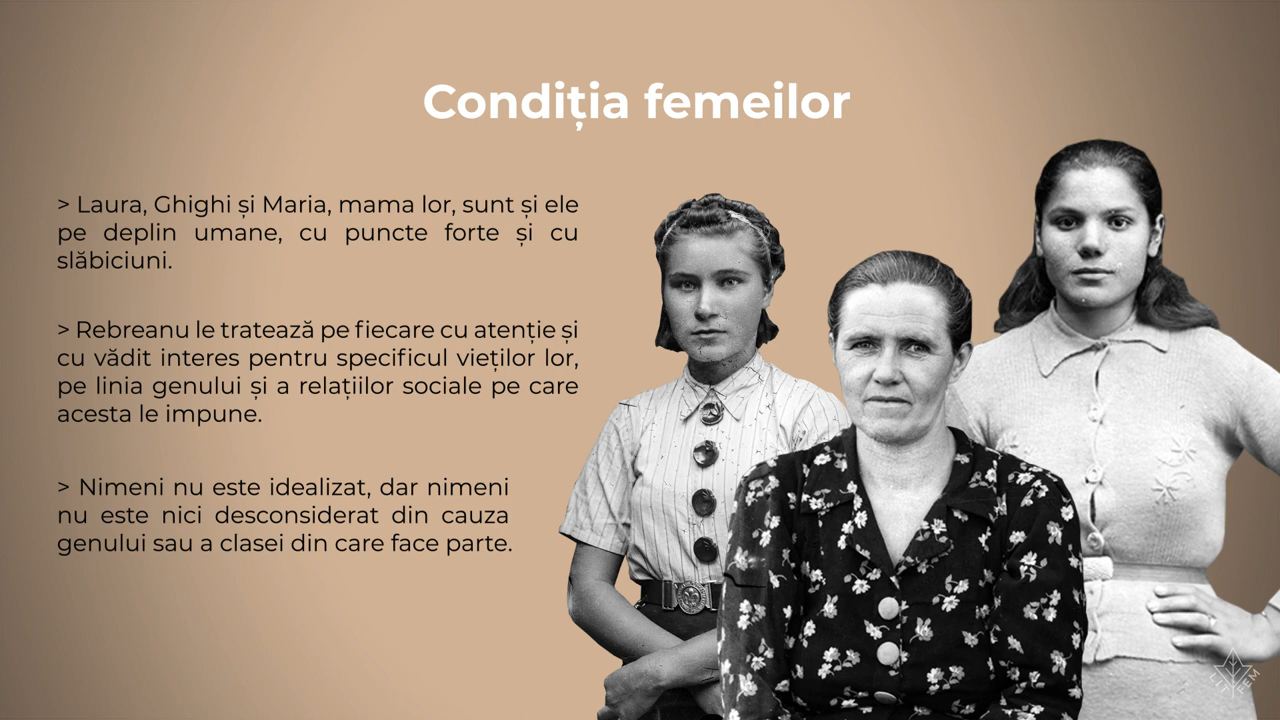 Condiția femeilor
> Laura, Ghighi și Maria, mama lor, sunt și ele
pe deplin umane, cu puncte forte și cu
slăbiciuni.
> Rebreanu le tratează pe fiecare cu atenție și
cu vădit interes pentru specificul vieților lor,
pe linia genului și a relațiilor sociale pe care
acesta le impune.
> Nimeni nu este idealizat, dar nimeni
nu este nici desconsiderat din cauza
genului sau a clasei din care face parte.
LIT FEM